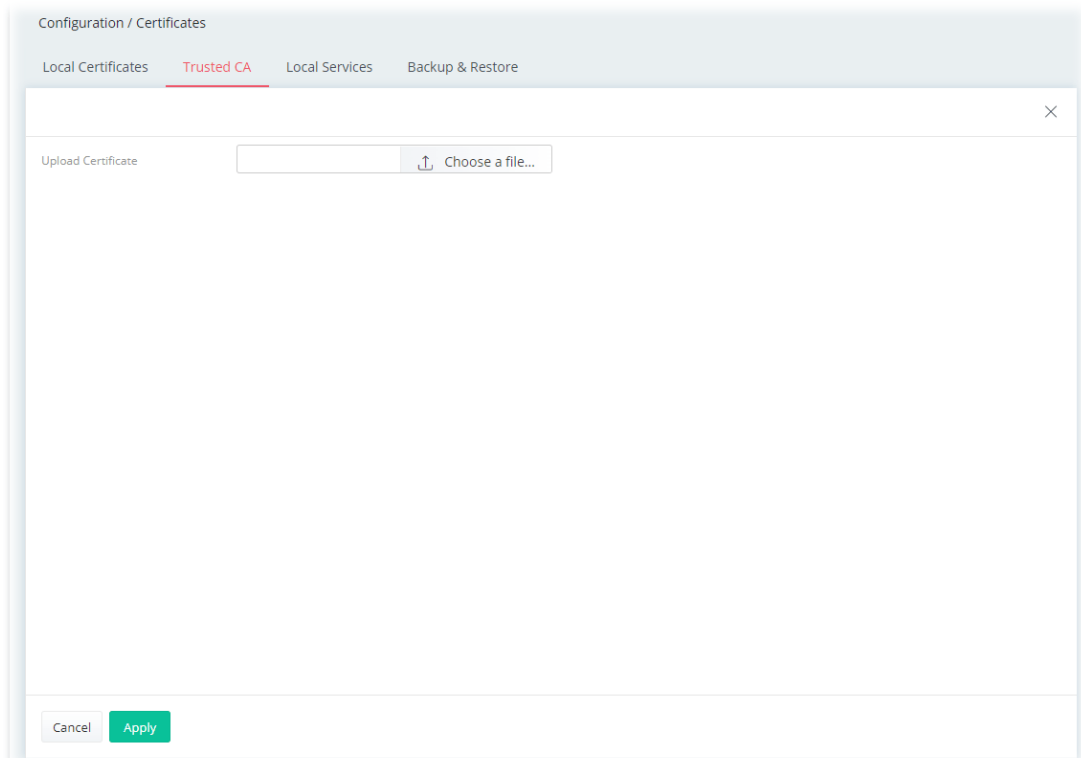 Configuration / Certificates
Local Certificates Trusted CA Local Services Backup & Restore
Upload Certificate Choose a file...
Cancel Apply